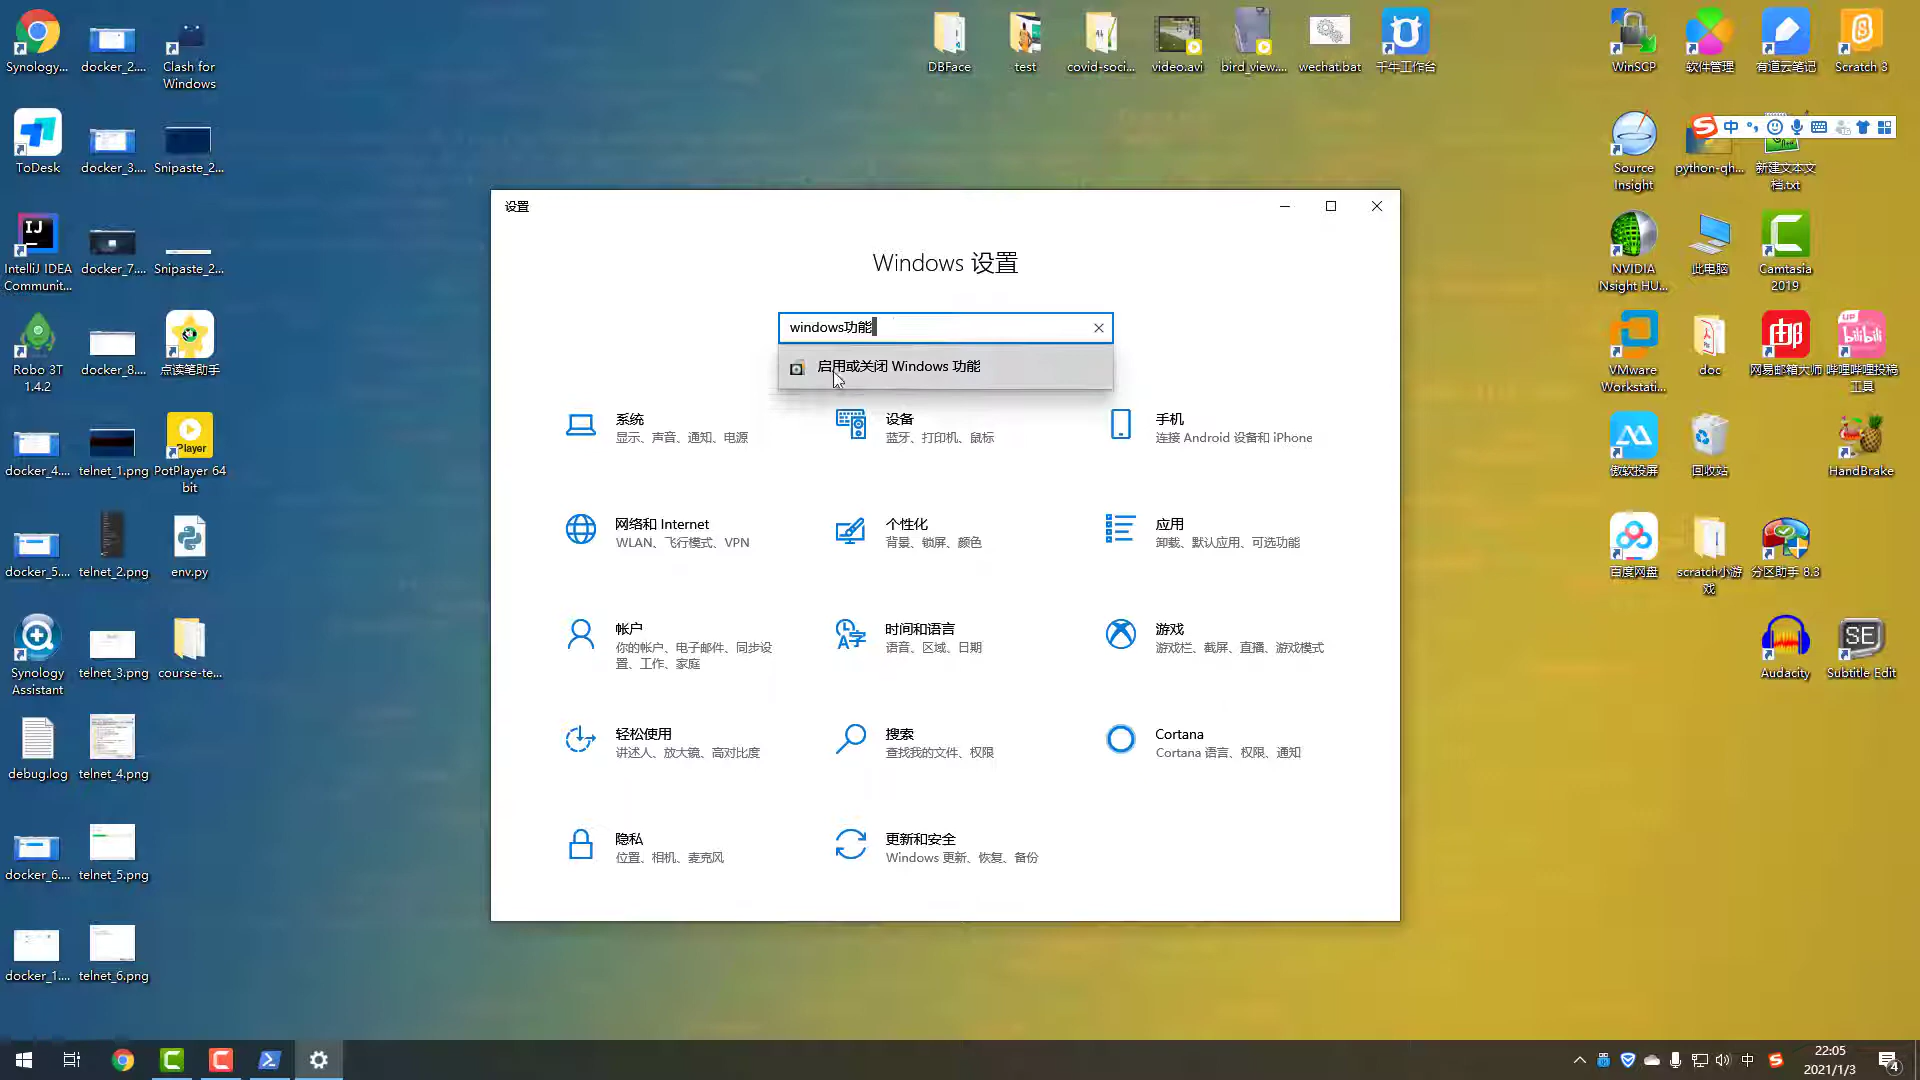 Synology...
docker_2....
Clash for
Windows
DBFace
test
covid-soci...
video.avi
bird_view....
wechat.bat
千牛工作台
WinSCP
软件管理
有道云笔记
Scratch 3
中
ToDesk
docker_3....
Snipaste_2...
Source
Insight
python-qh...
新建文本文
档.txt
IJ
IntelliJ IDEA
Communit...
docker_7....
Snipaste_2...
NVIDIA
Nsight HU...
此电脑
Camtasia
2019
设置
Windows 设置
windows功能
启用或关闭 Windows 功能
Robo 3T
1.4.2
docker_8....
点读笔助手
VMware
Workstati...
doc
邮
网易邮箱大师
UP
bilibili
哔哩哔哩投稿
工具
系统
显示、声音、通知、电源
设备
蓝牙、打印机、鼠标
手机
连接 Android 设备和 iPhone
docker_4....
telnet_1.png
Player
PotPlayer 64
bit
傲软投屏
回收站
HandBrake
网络和 Internet
WLAN、飞行模式、VPN
个性化
背景、锁屏、颜色
应用
卸载、默认应用、可选功能
docker_5....
telnet_2.png
env.py
百度网盘
scratch小游
戏
分区助手 8.3
帐户
你的帐户、电子邮件、同步设
置、工作、家庭
时间和语言
语音、区域、日期
游戏
游戏栏、截屏、直播、游戏模式
Synology
Assistant
telnet_3.png
course-te...
Audacity
SE
Subtitle Edit
轻松使用
讲述人、放大镜、高对比度
搜索
查找我的文件、权限
Cortana
Cortana 语言、权限、通知
debug.log
telnet_4.png
隐私
位置、相机、麦克风
更新和安全
Windows 更新、恢复、备份
docker_6....
telnet_5.png
docker_1....
telnet_6.png
中
22:05
2021/1/3
4